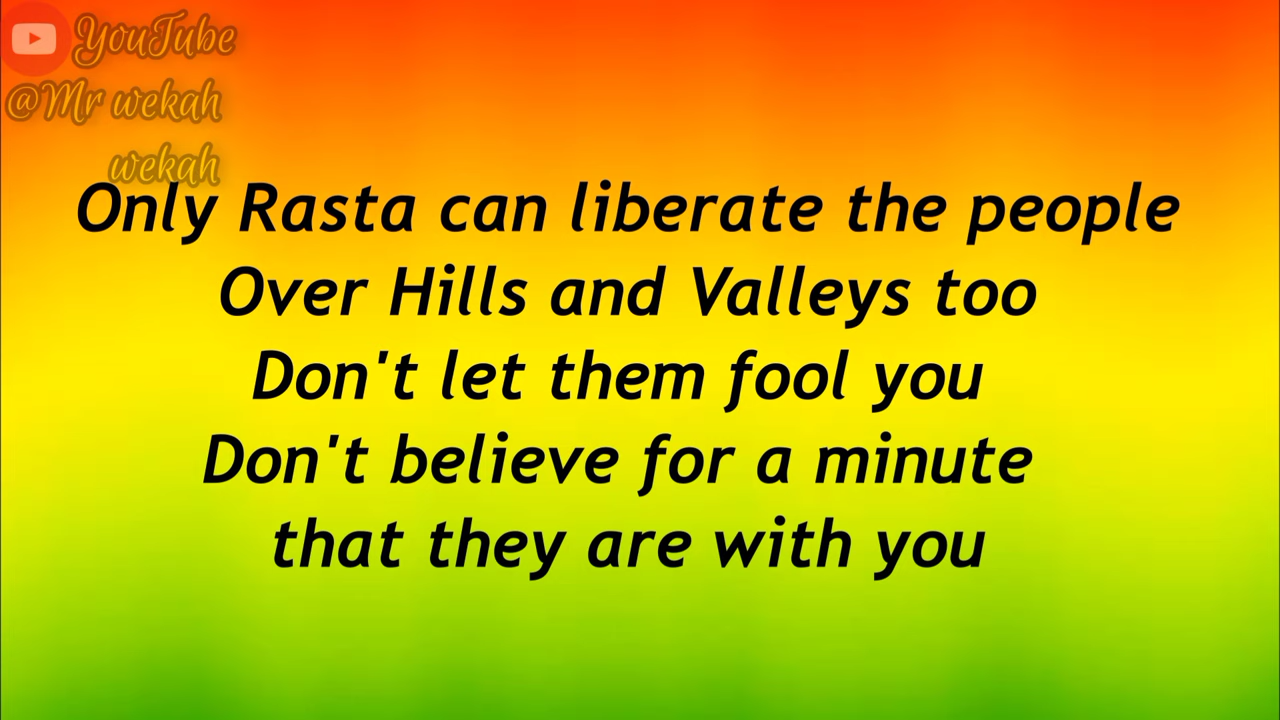 YouTube
@Mr wekah
wekah
Only Rasta can liberate the people
Over Hills and Valleys too
Don't let them fool you
Don't believe for a minute
that they are with you